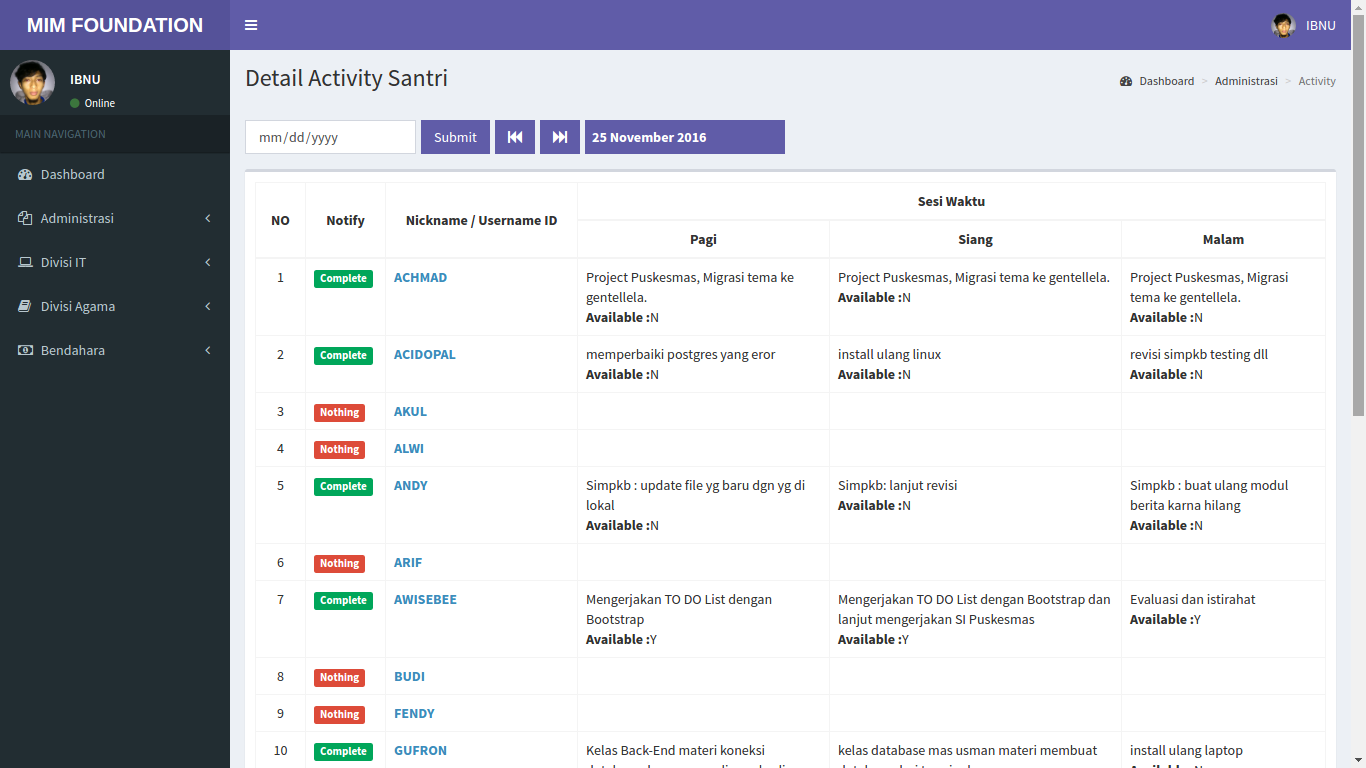 MIM FOUNDATION
IBNU
IBNU
Online
MAIN NAVIGATION
Dashboard
Administrasi
Divisi IT
Divisi Agama
Bendahara
Detail Activity Santri
Dashboard > Administrasi > Activity
mm/dd/yyyy Submit 25 November 2016
NO Notify Nickname / Username ID Sesi Waktu
Pagi Siang Malam
1 Complete ACHMAD
Project Puskesmas, Migrasi tema ke
gentellela.
Available :N
Project Puskesmas, Migrasi tema ke gentellela.
Available :N
Project Puskesmas, Migrasi
tema ke gentellela.
Available :N
2 Complete ACIDOPAL
memperbaiki postgres yang eror
Available :N
install ulang linux
Available :N
revisi simpkb testing dll
Available :N
3 Nothing AKUL
4 Nothing ALWI
5 Complete ANDY
Simpkb : update file yg baru dgn yg di
lokal
Available :N
Simpkb: lanjut revisi
Available :N
Simpkb : buat ulang modul
berita karna hilang
Available :N
6 Nothing ARIF
7 Complete AWISEBEE
Mengerjakan TO DO List dengan
Bootstrap
Available :Y
Mengerjakan TO DO List dengan Bootstrap dan
lanjut mengerjakan SI Puskesmas
Available :Y
Evaluasi dan istirahat
Available :Y
8 Nothing BUDI
9 Nothing FENDY
10 Complete GUFRON
Kelas Back-End materi koneksi
kelas database mas usman materi membuat
install ulang laptop